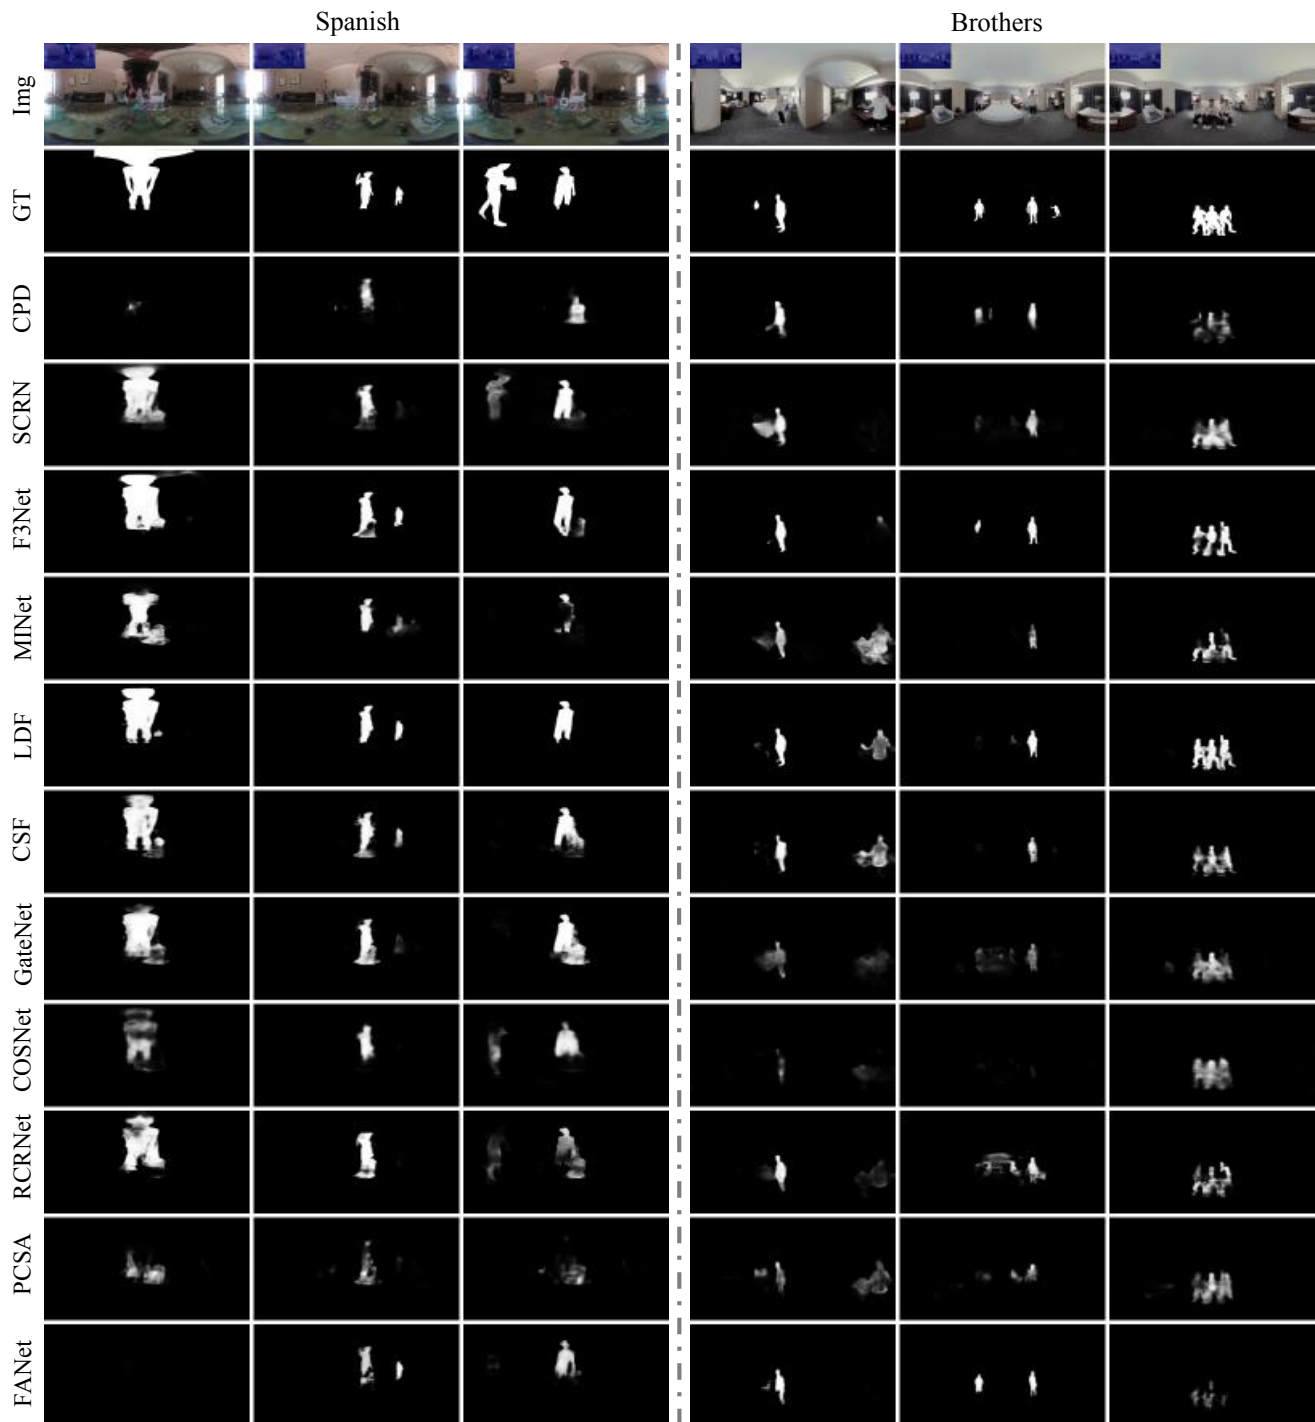 Spanish
Brothers
Img
GT
CPD
SCRN
F3Net
MINet
LDF
CSF
GateNet
COSNet
RCRNet
PCSA
FANet